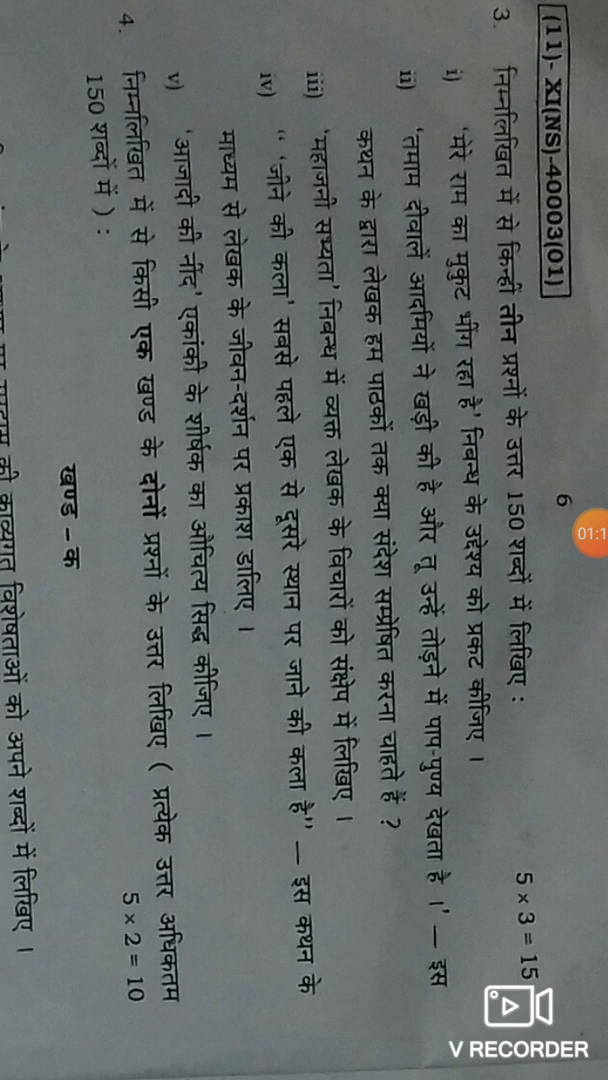 (11)- XI(NS)-40003(01)
6
3. निम्नलिखित में से किन्हीं तीन प्रश्नों के उत्तर 150 शब्दों में लिखिए : 5 × 3 = 15
i) 'मेरे राम का मुकुट भींग रहा है' निबन्ध के उद्देश्य को प्रकट कीजिए ।
ii) 'तमाम दीवालें आदमियों ने खड़ी की है और तू उन्हें तोड़ने में पाप-पुण्य देखता है ।' — इस
कथन के द्वारा लेखक हम पाठकों तक क्या संदेश सम्प्रेषित करना चाहते हैं ?
iii) 'महाजनी सभ्यता' निबन्ध में व्यक्त लेखक के विचारों को संक्षेप में लिखिए ।
iv) " 'जीने की कला' सबसे पहले एक से दूसरे स्थान पर जाने की कला है" — इस कथन के
माध्यम से लेखक के जीवन-दर्शन पर प्रकाश डालिए ।
v) 'आजादी की नींद' एकांकी के शीर्षक का औचित्य सिद्ध कीजिए ।
4. निम्नलिखित में से किसी एक खण्ड के दोनों प्रश्नों के उत्तर लिखिए ( प्रत्येक उत्तर अधिकतम
150 शब्दों में ) : 5 × 2 = 10
खण्ड – क
की काव्यगत विशेषताओं को अपने शब्दों में लिखिए ।
01:1
V RECORDER